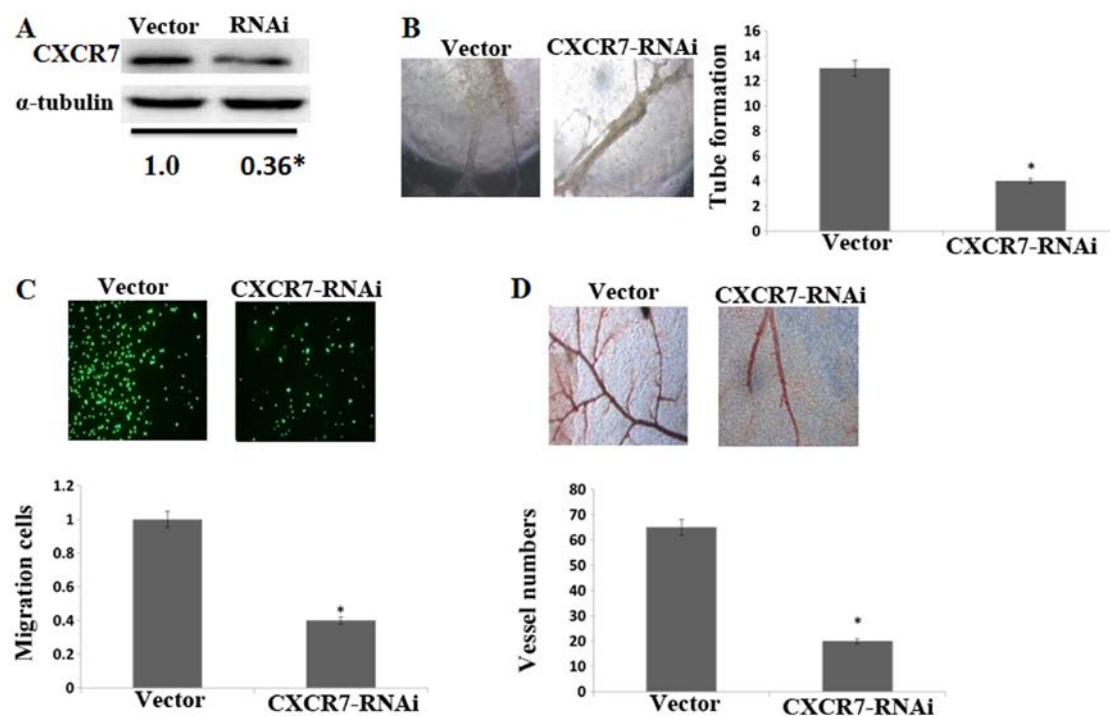 A
Vector RNAi
CXCR7
α-tubulin
1.0 0.36*
B
Vector CXCR7-RNAi
Tube formation
16
14
12
10
8
6
4
2
0
*
Vector CXCR7-RNAi
C
Vector CXCR7-RNAi
Migration cells
1.2
1
0.8
0.6
0.4
0.2
0
*
Vector CXCR7-RNAi
D
Vector CXCR7-RNAi
Vessel numbers
80
70
60
50
40
30
20
10
0
*
Vector CXCR7-RNAi